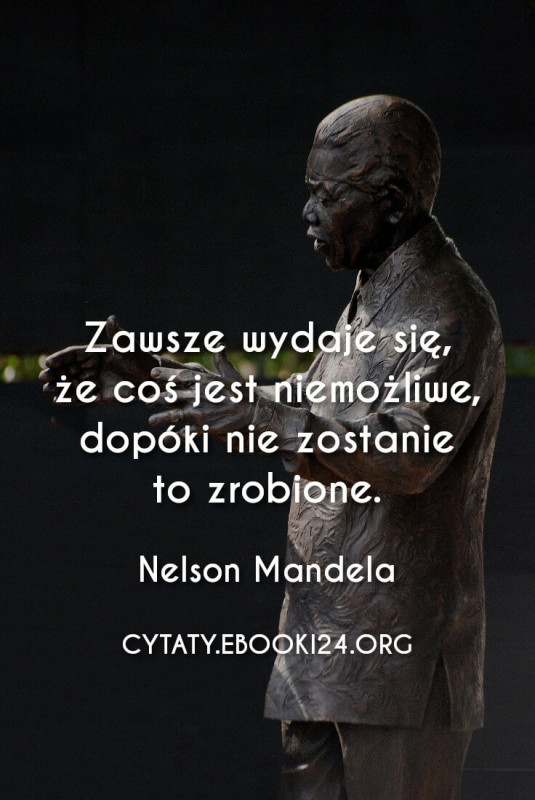 Zawsze wydaje się,
że coś jest niemożliwe,
dopóki nie zostanie
to zrobione.
Nelson Mandela
CYTATY.EBOOKI24.ORG